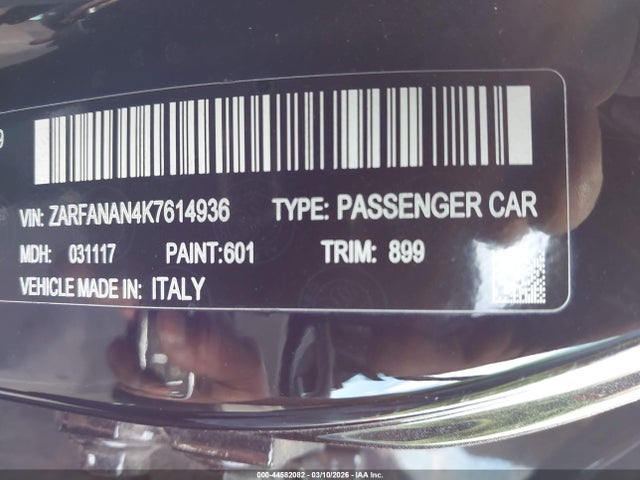 9
VIN: ZARFANAN4K7614936 TYPE: PASSENGER CAR
MDH: 031117 PAINT:601 TRIM: 899
VEHICLE MADE IN: ITALY
000-44582082 - 03/10/2026 - IAA Inc.